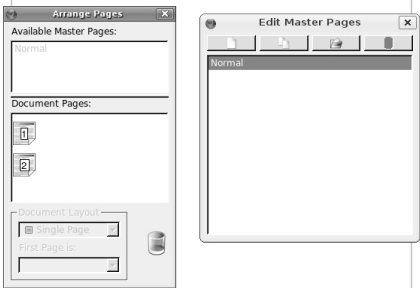 Arrange Pages
Available Master Pages:
Normal
Document Pages:
1
2
Document Layout
Single Page
First Page is:
Edit Master Pages
Normal